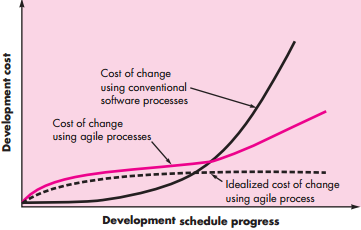 Development cost
Cost of change
using conventional
software processes
Cost of change
using agile processes
Idealized cost of change
using agile process
Development schedule progress